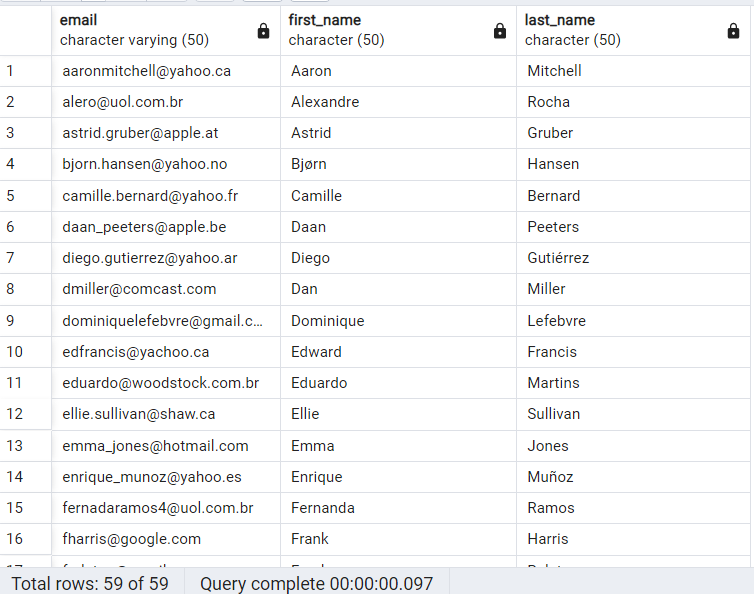 email first_name last_name
character varying (50) character (50) character (50)
1 aaronmitchell@yahoo.ca Aaron Mitchell
2 alero@uol.com.br Alexandre Rocha
3 astrid.gruber@apple.at Astrid Gruber
4 bjorn.hansen@yahoo.no Bjørn Hansen
5 camille.bernard@yahoo.fr Camille Bernard
6 daan_peeters@apple.be Daan Peeters
7 diego.gutierrez@yahoo.ar Diego Gutiérrez
8 dmiller@comcast.com Dan Miller
9 dominiquelefebvre@gmail.c... Dominique Lefebvre
10 edfrancis@yachoo.ca Edward Francis
11 eduardo@woodstock.com.br Eduardo Martins
12 ellie.sullivan@shaw.ca Ellie Sullivan
13 emma_jones@hotmail.com Emma Jones
14 enrique_munoz@yahoo.es Enrique Muñoz
15 fernadaramos4@uol.com.br Fernanda Ramos
16 fharris@google.com Frank Harris
Total rows: 59 of 59 Query complete 00:00:00.097